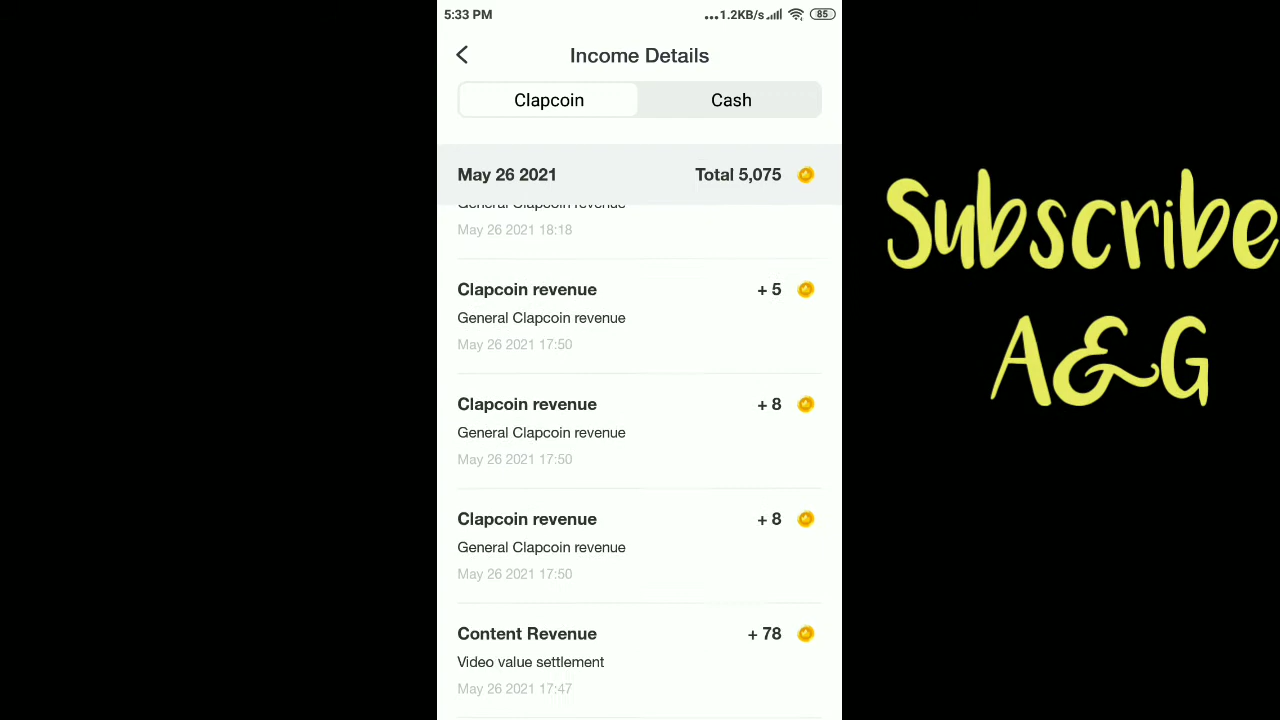 5:33 PM ...1.2KB/s 85
Income Details
Clapcoin Cash
May 26 2021 Total 5,075
General Clapcoin revenue
May 26 2021 18:18
Clapcoin revenue + 5
General Clapcoin revenue
May 26 2021 17:50
Clapcoin revenue + 8
General Clapcoin revenue
May 26 2021 17:50
Clapcoin revenue + 8
General Clapcoin revenue
May 26 2021 17:50
Content Revenue + 78
Video value settlement
May 26 2021 17:47
Subscribe
A&G